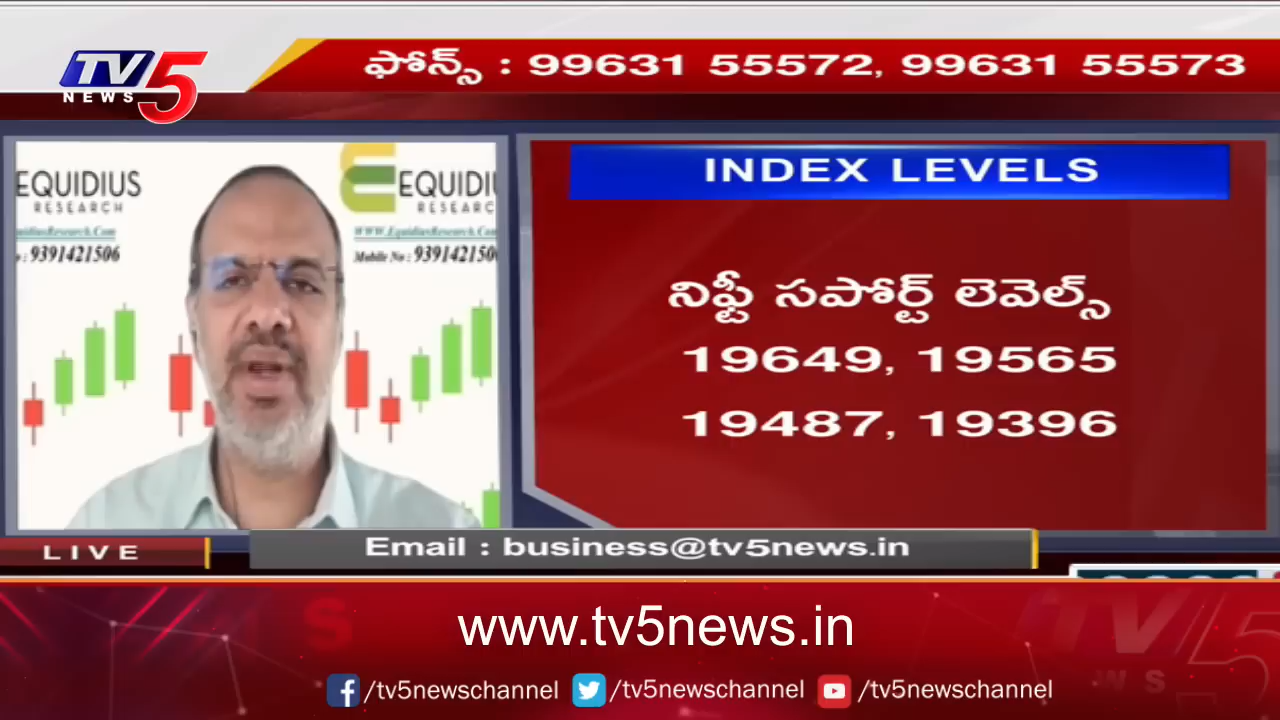 TV5
NEWS
ఫోన్స్ : 99631 55572, 99631 55573
EQUIDIUS
RESEARCH
9391421506
EQUIDIU
RESEARCH
WWW.EquidiusResearch.Com
Mobile No : 9391421506
INDEX LEVELS
నిఫ్టీ సపోర్ట్ లెవెల్స్
19649, 19565
19487, 19396
LIVE
Email : business@tv5news.in
www.tv5news.in
/tv5newschannel
/tv5newschannel
/tv5newschannel